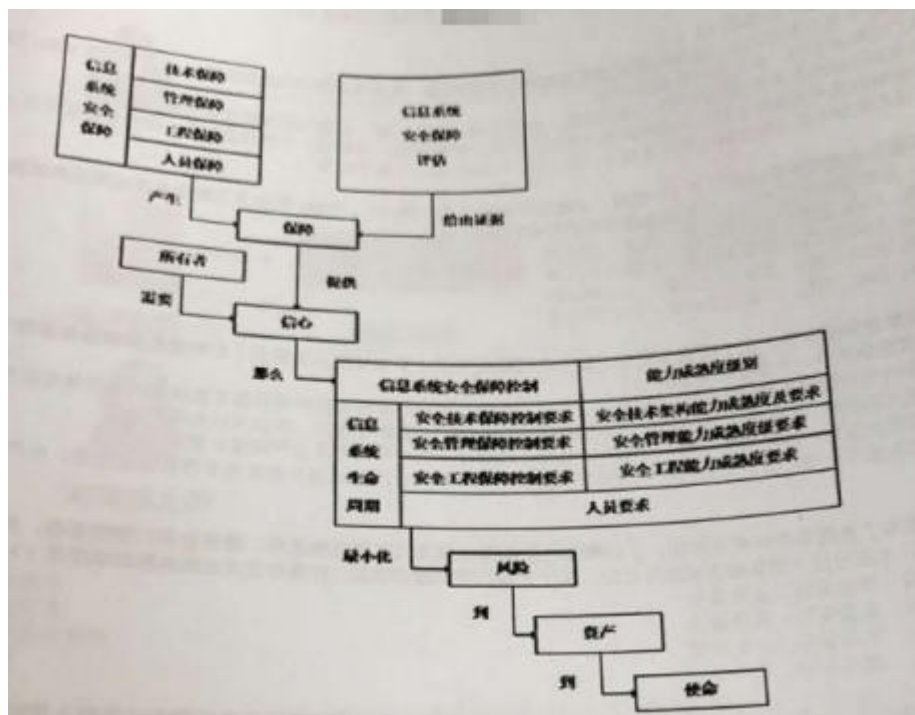 信息
系统
安全
保障
技术保障
管理保障
工程保障
人员保障
信息系统
安全保障
评估
产生
给出证据
保障
所有者
提供
需要
信心
那么
信息系统安全保障控制
能力成熟度级别
信息
系统
生命
周期
安全技术保障控制要求
安全技术架构能力成熟度及要求
安全管理保障控制要求
安全管理能力成熟度级要求
安全工程保障控制要求
安全工程能力成熟度要求
人员要求
最小化
风险
到
资产
到
使命